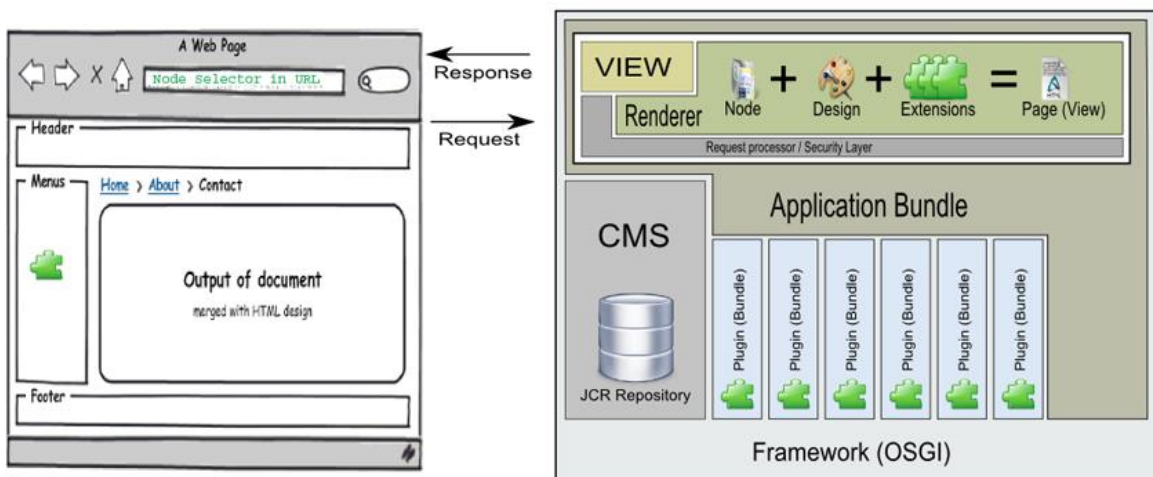 A Web Page
X
Node Selector in URL
Header
Menus
Home > About > Contact
Output of document
merged with HTML design
Footer
Response
Request
VIEW
Renderer
Node + Design + Extensions = Page (View)
Request processor / Security Layer
Application Bundle
CMS
JCR Repository
Plugin (Bundle)
Plugin (Bundle)
Plugin (Bundle)
Plugin (Bundle)
Plugin (Bundle)
Plugin (Bundle)
Framework (OSGI)